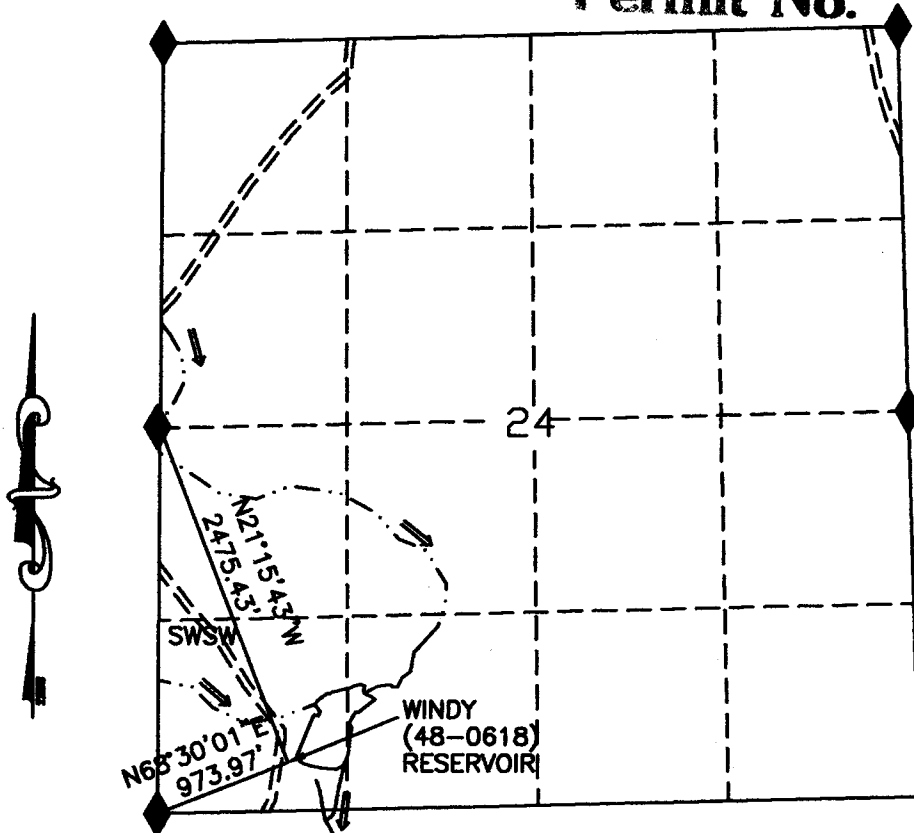 Permit No.
24
N21°15'43"W
2475.43'
SWSW
WINDY
(48-0618)
RESERVOIR
N68°30'01"E
973.97'